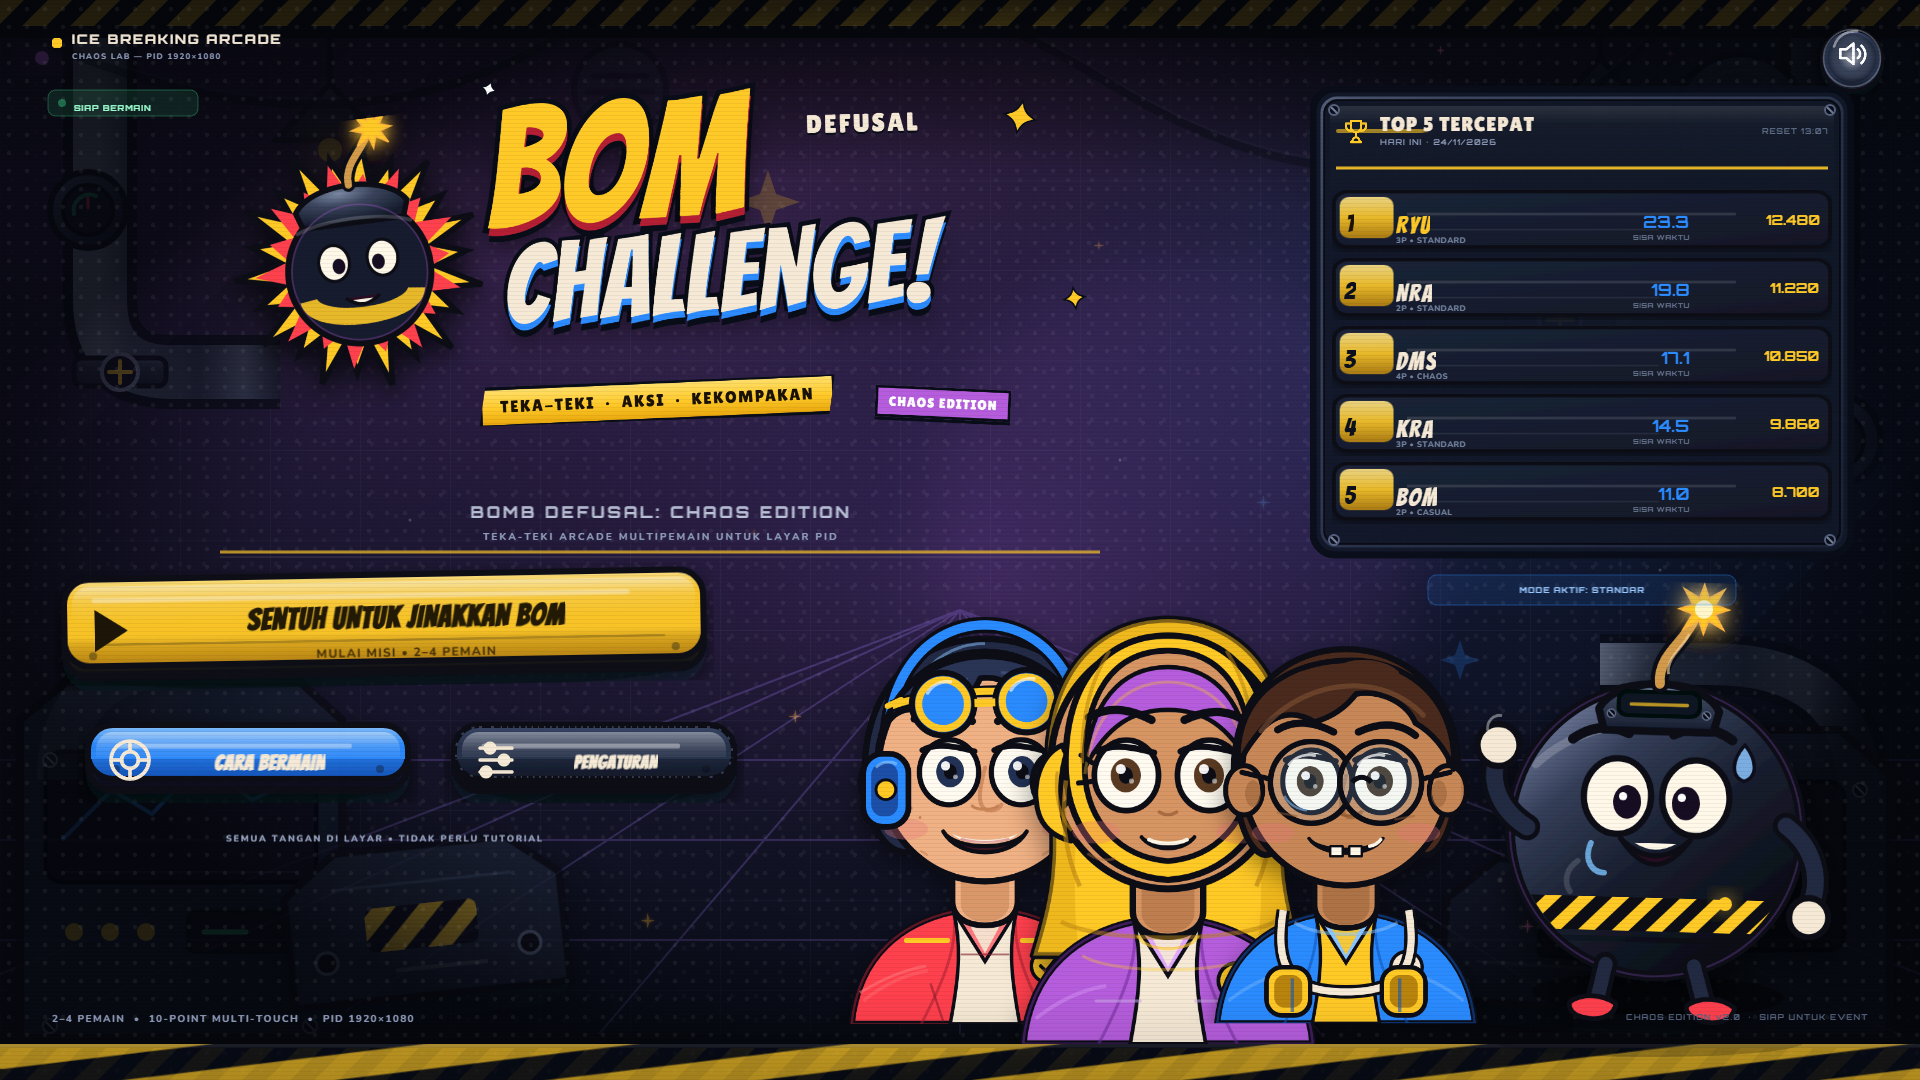 ICE BREAKING ARCADE
CHAOS LAB — PID 1920×1080
SIAP BERMAIN
BOM
DEFUSAL
CHALLENGE!
TEKA-TEKI · AKSI · KEKOMPAKAN
CHAOS EDITION
BOMB DEFUSAL: CHAOS EDITION
TEKA-TEKI ARCADE MULTIPEMAIN UNTUK LAYAR PID
SENTUH UNTUK JINAKKAN BOM
MULAI MISI • 2–4 PEMAIN
CARA BERMAIN
PENGATURAN
SEMUA TANGAN DI LAYAR • TIDAK PERLU TUTORIAL
TOP 5 TERCEPAT
HARI INI · 24/11/2026
RESET 13:07
1 RYU 23.3 12.480
3P • STANDARD SISA WAKTU
2 NRA 19.8 11.220
2P • STANDARD SISA WAKTU
3 DMS 17.1 10.850
4P • CHAOS SISA WAKTU
4 KRA 14.5 9.860
3P • STANDARD SISA WAKTU
5 BOM 11.0 8.700
2P • CASUAL SISA WAKTU
MODE AKTIF: STANDAR
2–4 PEMAIN • 10-POINT MULTI-TOUCH • PID 1920×1080
CHAOS EDITION · SIAP UNTUK EVENT